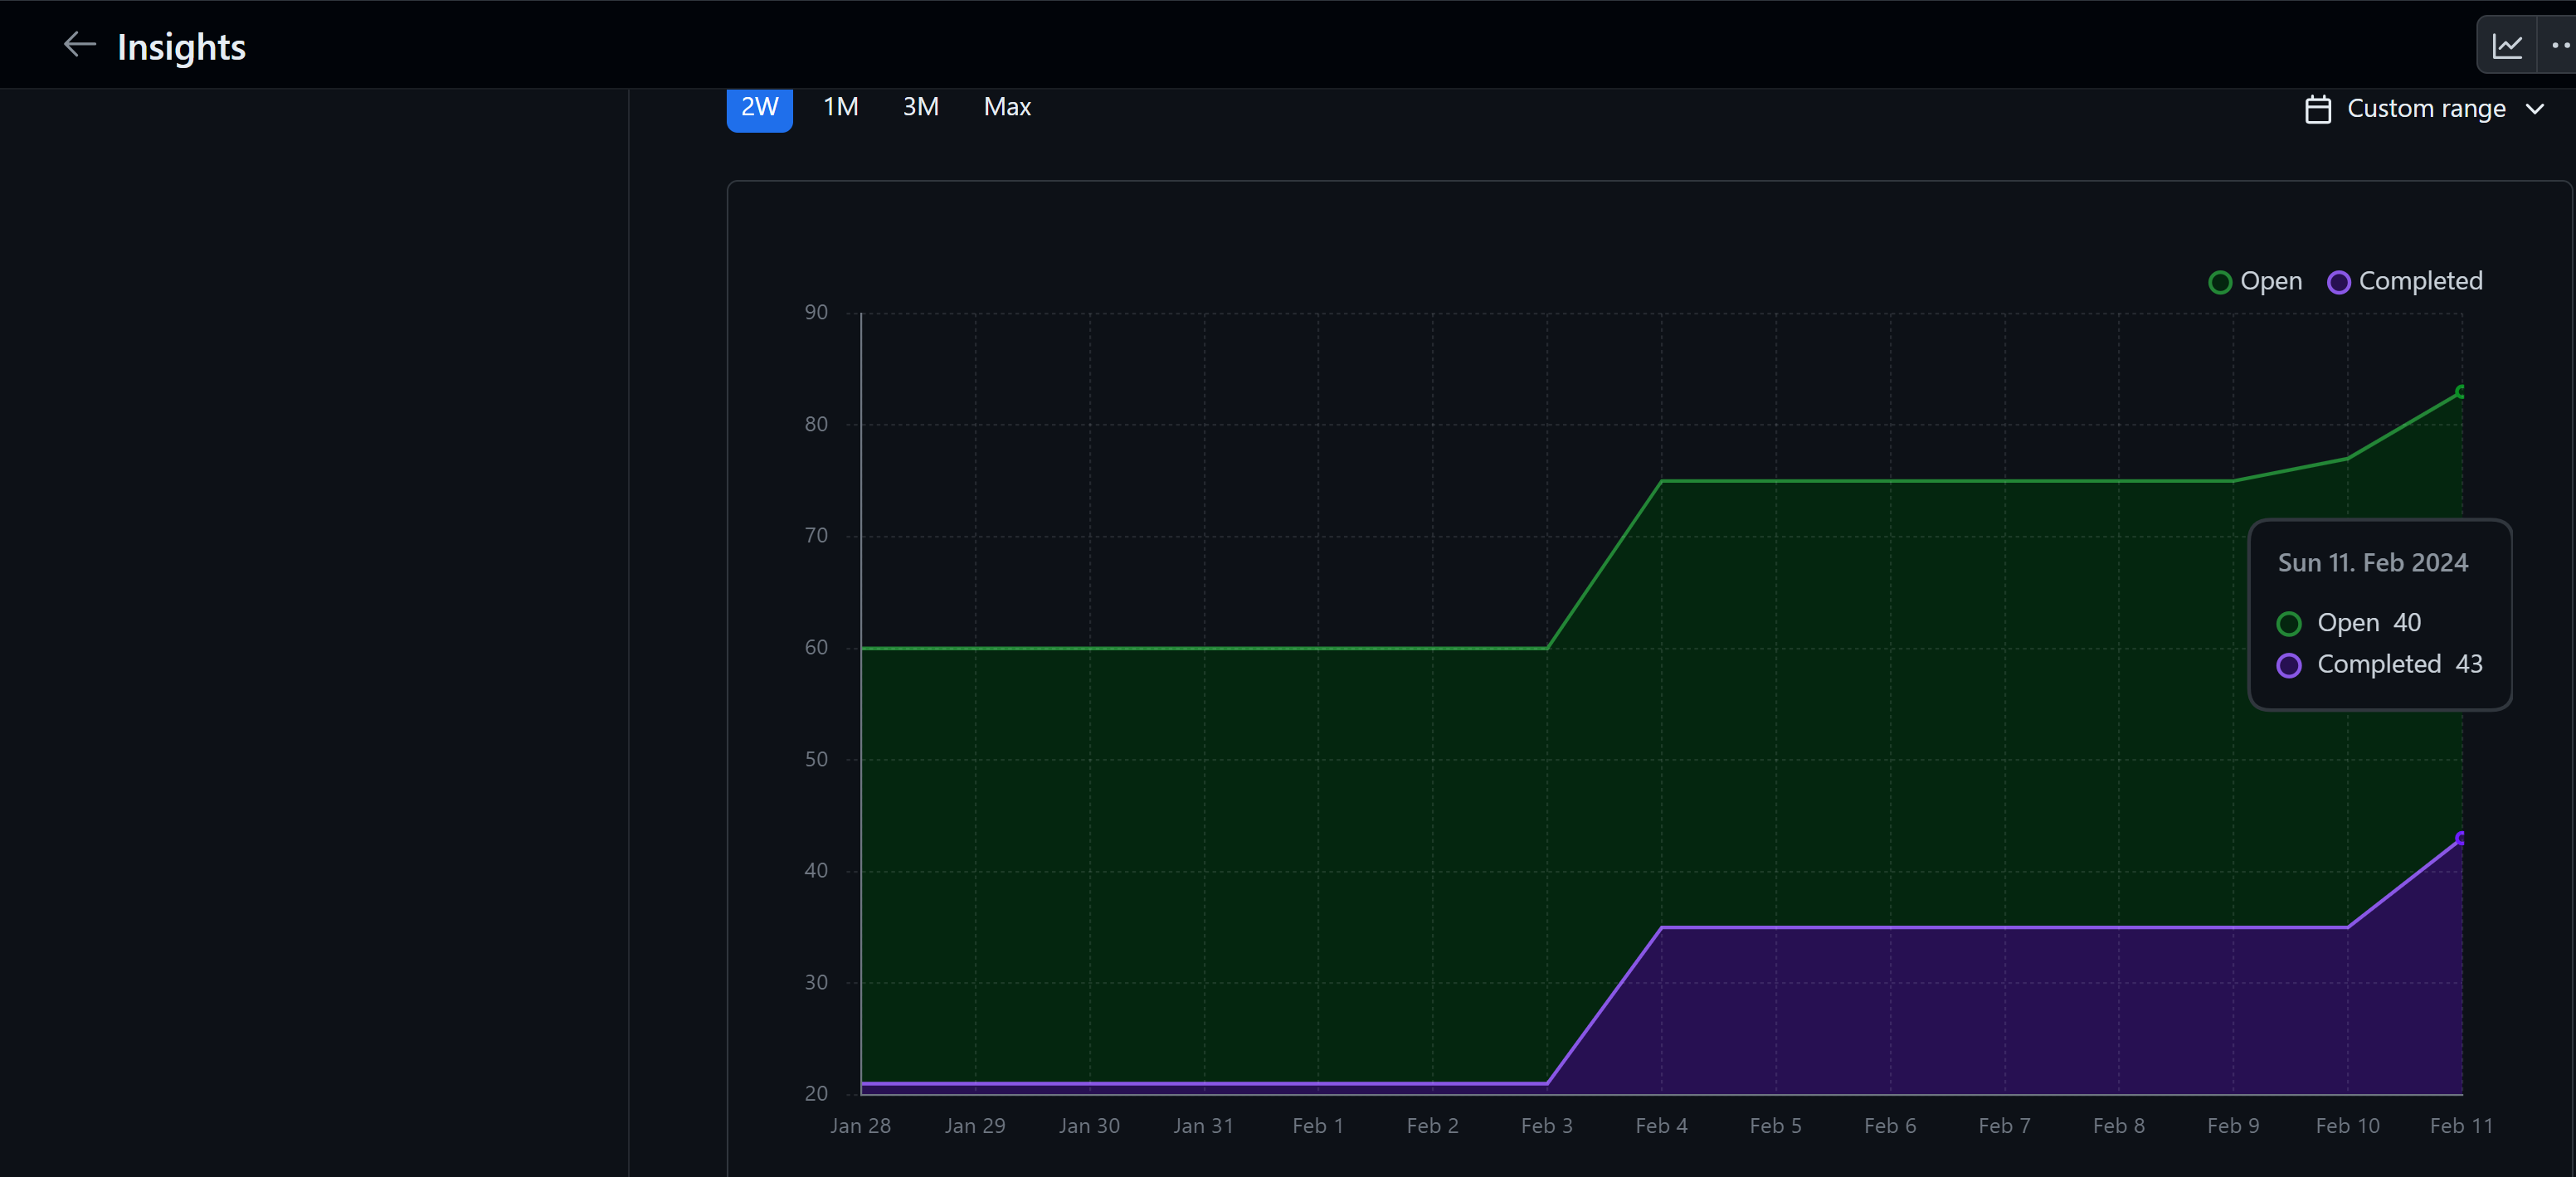 Insights
2W 1M 3M Max Custom range
Open Completed
90
80
70
60
50
40
30
20
Sun 11. Feb 2024
Open 40
Completed 43
Jan 28 Jan 29 Jan 30 Jan 31 Feb 1 Feb 2 Feb 3 Feb 4 Feb 5 Feb 6 Feb 7 Feb 8 Feb 9 Feb 10 Feb 11